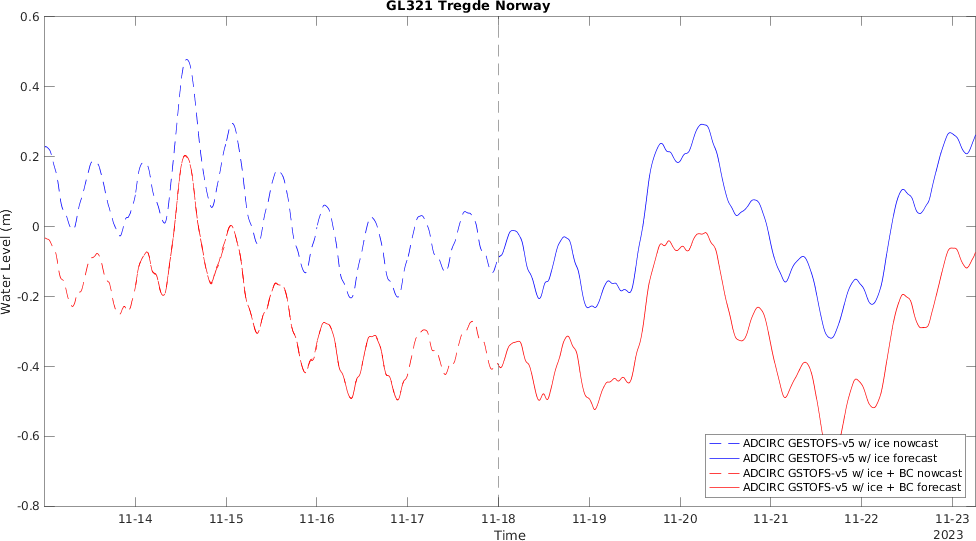 GL321 Tregde Norway
0.6
0.4
0.2
0
-0.2
-0.4
-0.6
-0.8
Water Level (m)
ADCIRC GESTOFS-v5 w/ ice nowcast
ADCIRC GESTOFS-v5 w/ ice forecast
ADCIRC GSTOFS-v5 w/ ice + BC nowcast
ADCIRC GSTOFS-v5 w/ ice + BC forecast
11-14 11-15 11-16 11-17 11-18 11-19 11-20 11-21 11-22 11-23
Time
2023